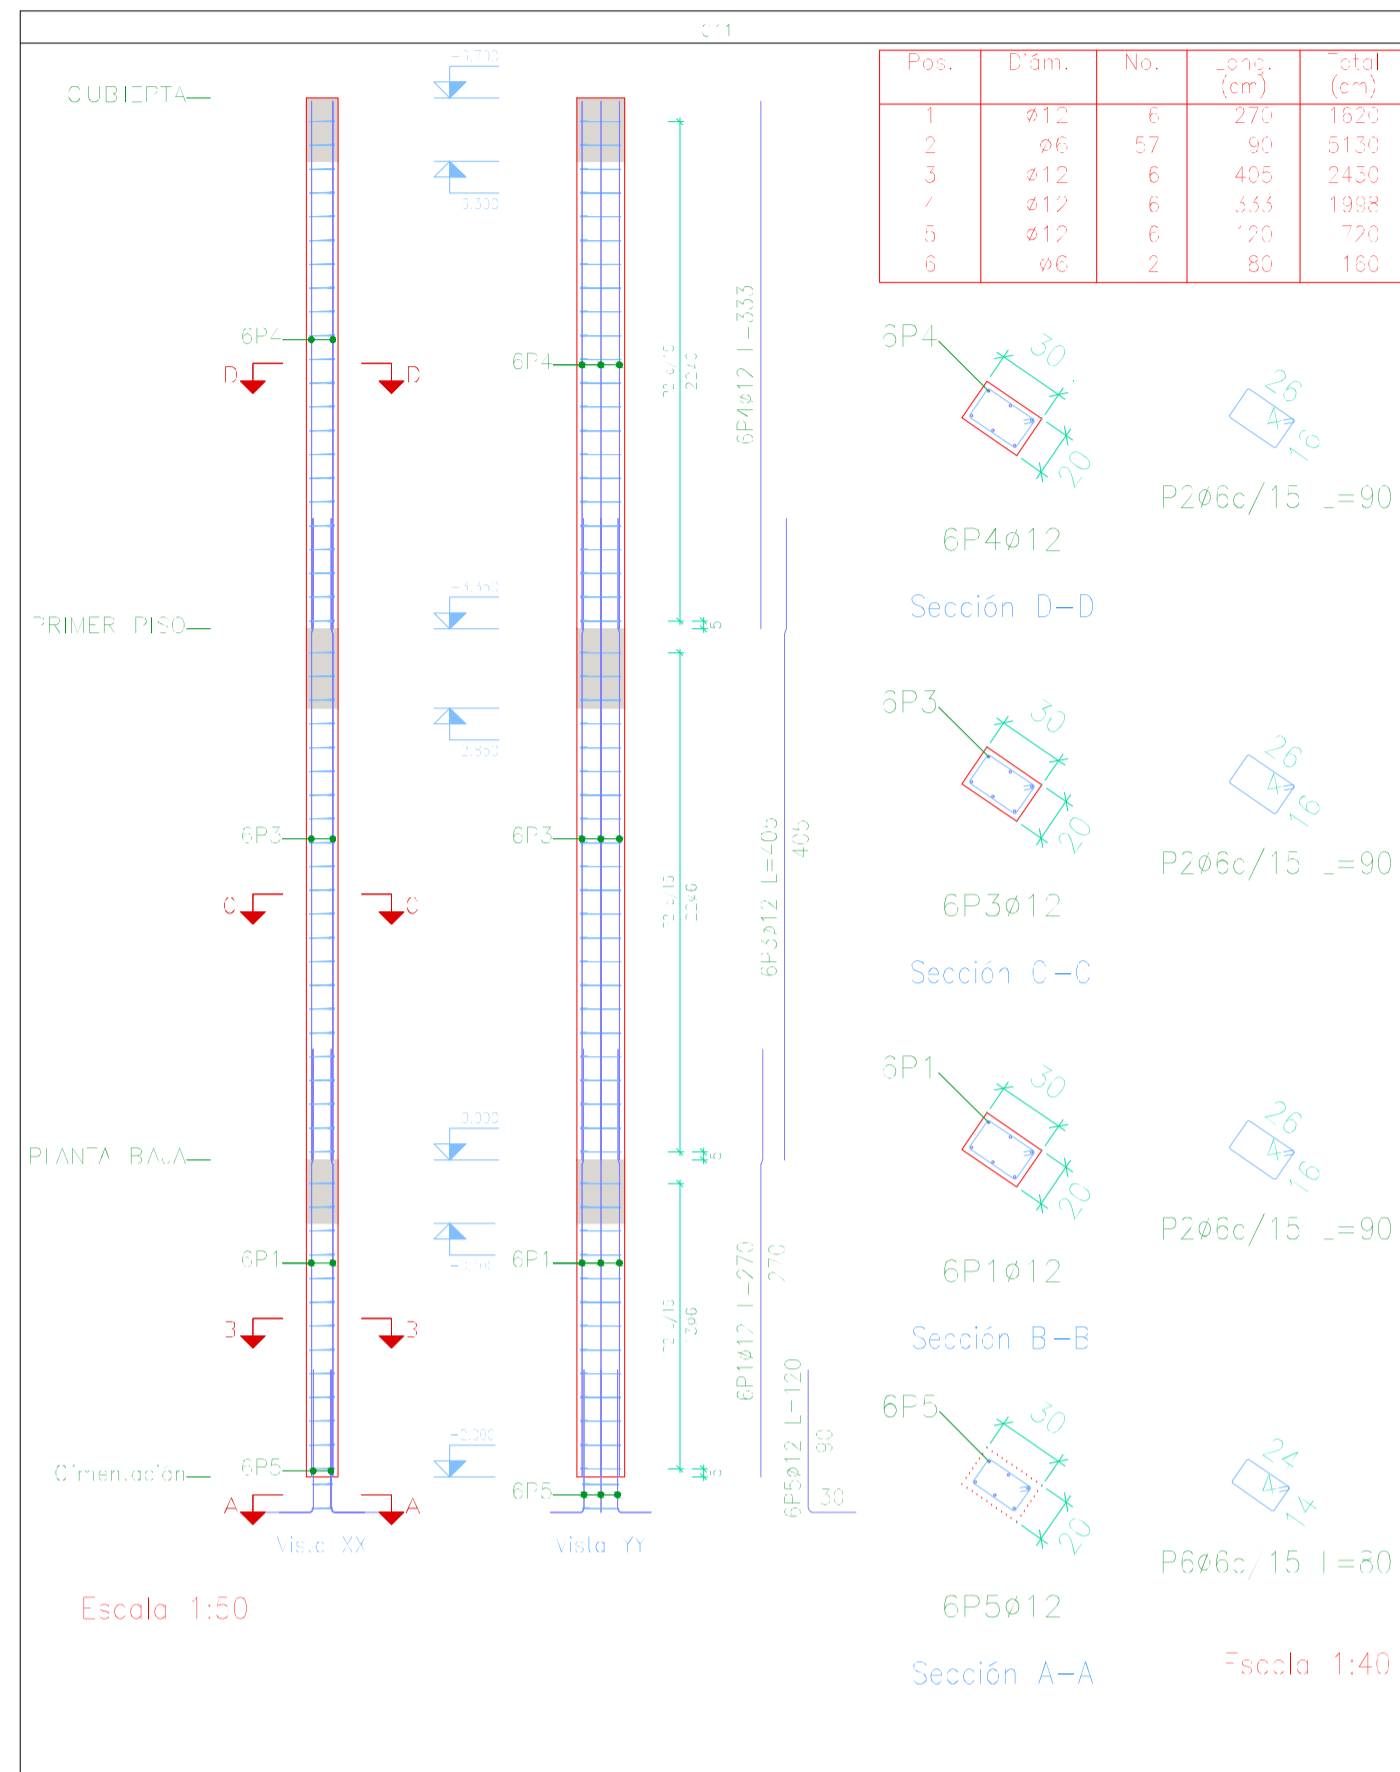 Pos. Diám. No. Long. (cm) Total (cm)
1 ø12 6 270 1620
2 ø6 57 90 5130
3 ø12 6 405 2430
4 ø12 6 333 1998
5 ø12 6 120 720
6 ø6 2 80 160
CUBIERTA
6P4
D D
6P4
6P4ø12 L=333
PRIMER PISO
6P3
C C
6P3
22ø6
6P3ø12 L=405
405
0.000
PLANTA BAJA
6P1
B B
6P1
6P1ø12 L=270
270
-2.000
Cimentación
6P5
A A
6P5
6P5ø12 L=120
90
30
Vista XX
Vista YY
Escala 1:50
6P4
30
20
26
16
6P4ø12
P2ø6c/15 L=90
Sección D-D
6P3
30
20
26
16
6P3ø12
P2ø6c/15 L=90
Sección C-C
6P1
30
20
26
16
6P1ø12
P2ø6c/15 L=90
Sección B-B
6P5
30
20
24
14
6P5ø12
P6ø6c/15 L=80
Sección A-A
Escala 1:40